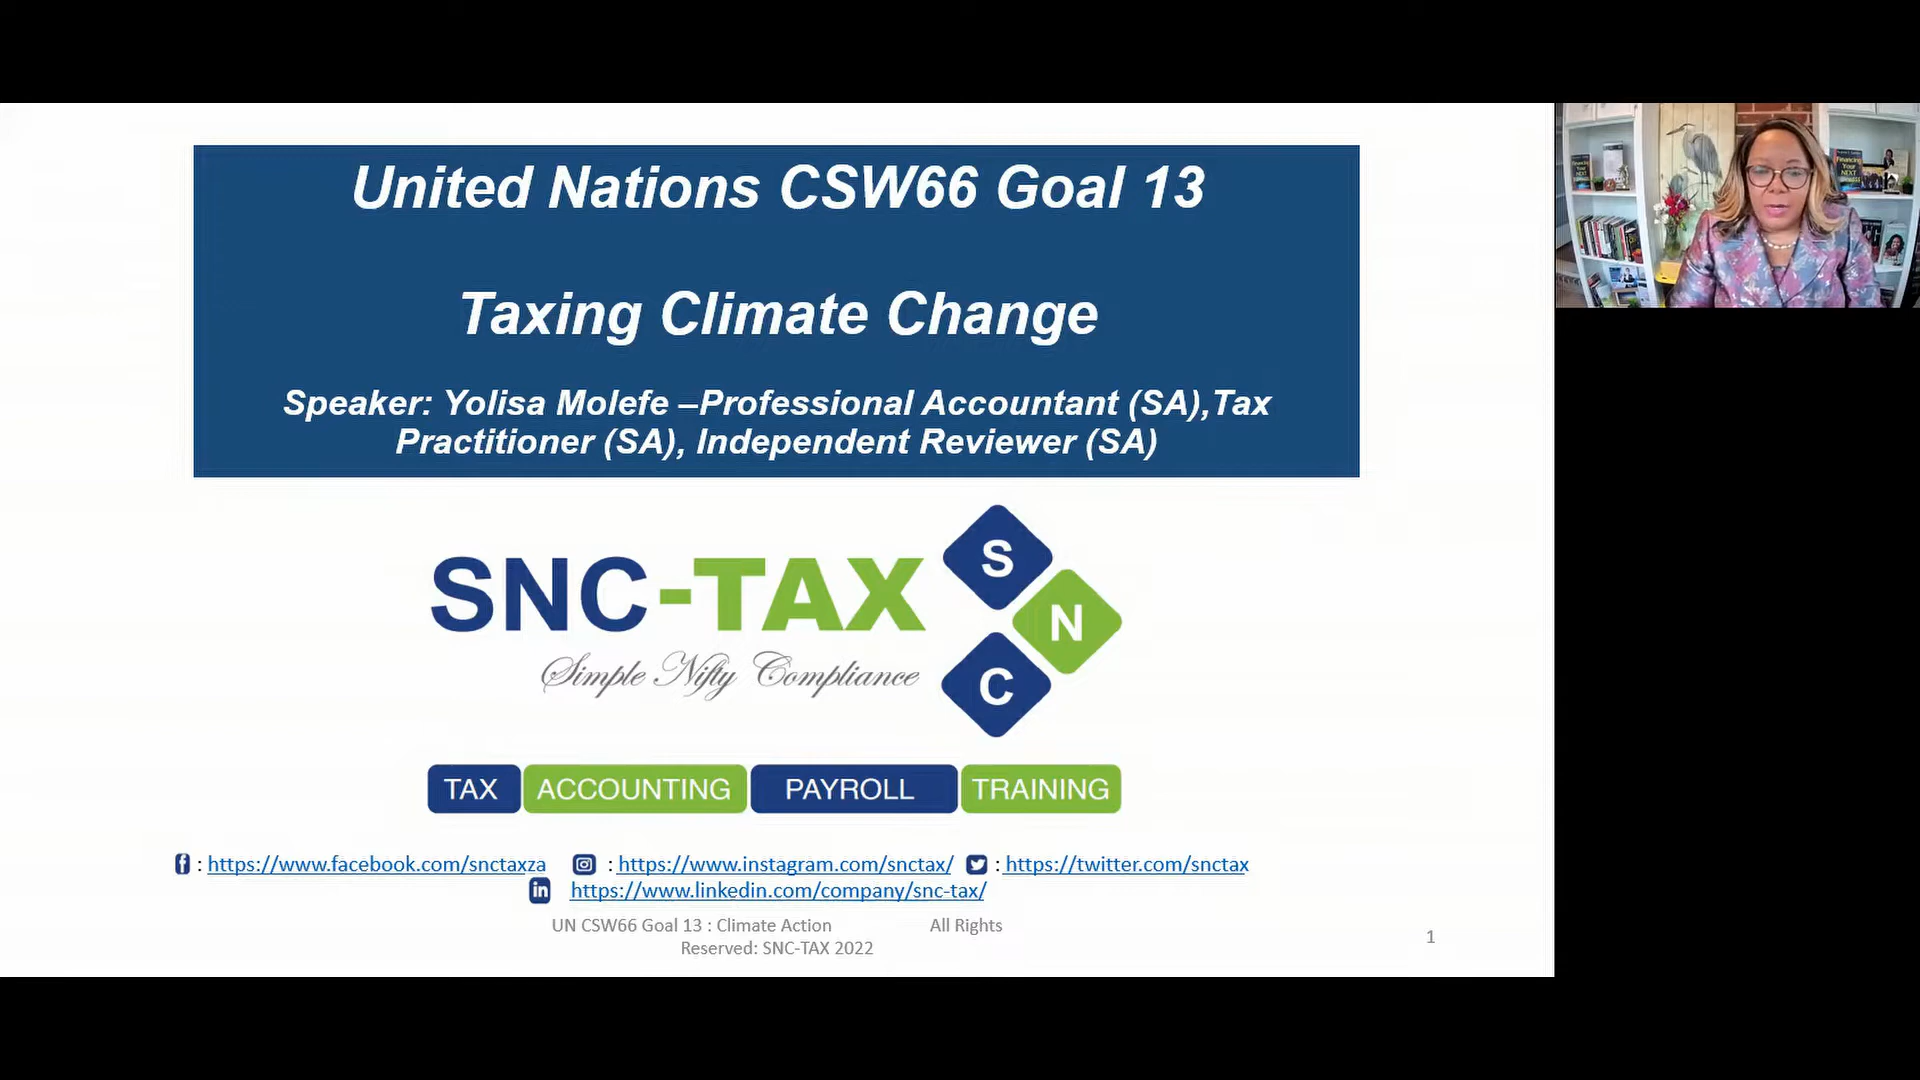 United Nations CSW66 Goal 13
Taxing Climate Change
Speaker: Yolisa Molefe –Professional Accountant (SA),Tax
Practitioner (SA), Independent Reviewer (SA)
SNC-TAX
Simple Nifty Compliance
S
N
C
TAX ACCOUNTING PAYROLL TRAINING
: https://www.facebook.com/snctaxza : https://www.instagram.com/snctax/ : https://twitter.com/snctax
https://www.linkedin.com/company/snc-tax/
UN CSW66 Goal 13 : Climate Action All Rights
Reserved: SNC-TAX 2022
1
Financing
Your
NEXT